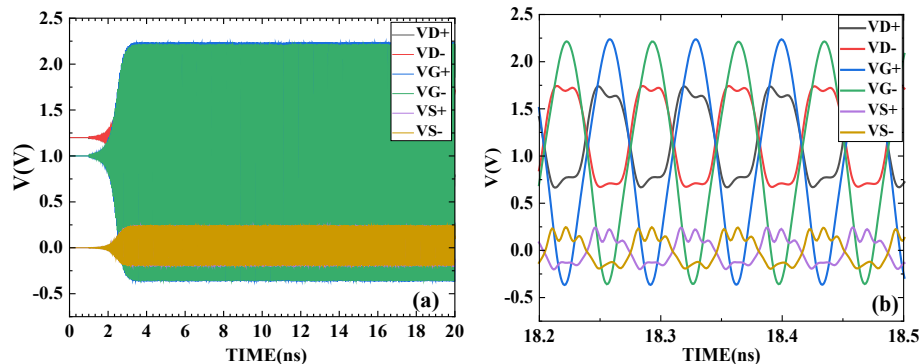 2.5
2.0
1.5
1.0
0.5
0.0
-0.5
V(V)
0 2 4 6 8 10 12 14 16 18 20
TIME(ns)
VD+
VD-
VG+
VG-
VS+
VS-
(a)
2.5
2.0
1.5
1.0
0.5
0.0
-0.5
V(V)
18.2 18.3 18.4 18.5
TIME(ns)
VD+
VD-
VG+
VG-
VS+
VS-
(b)